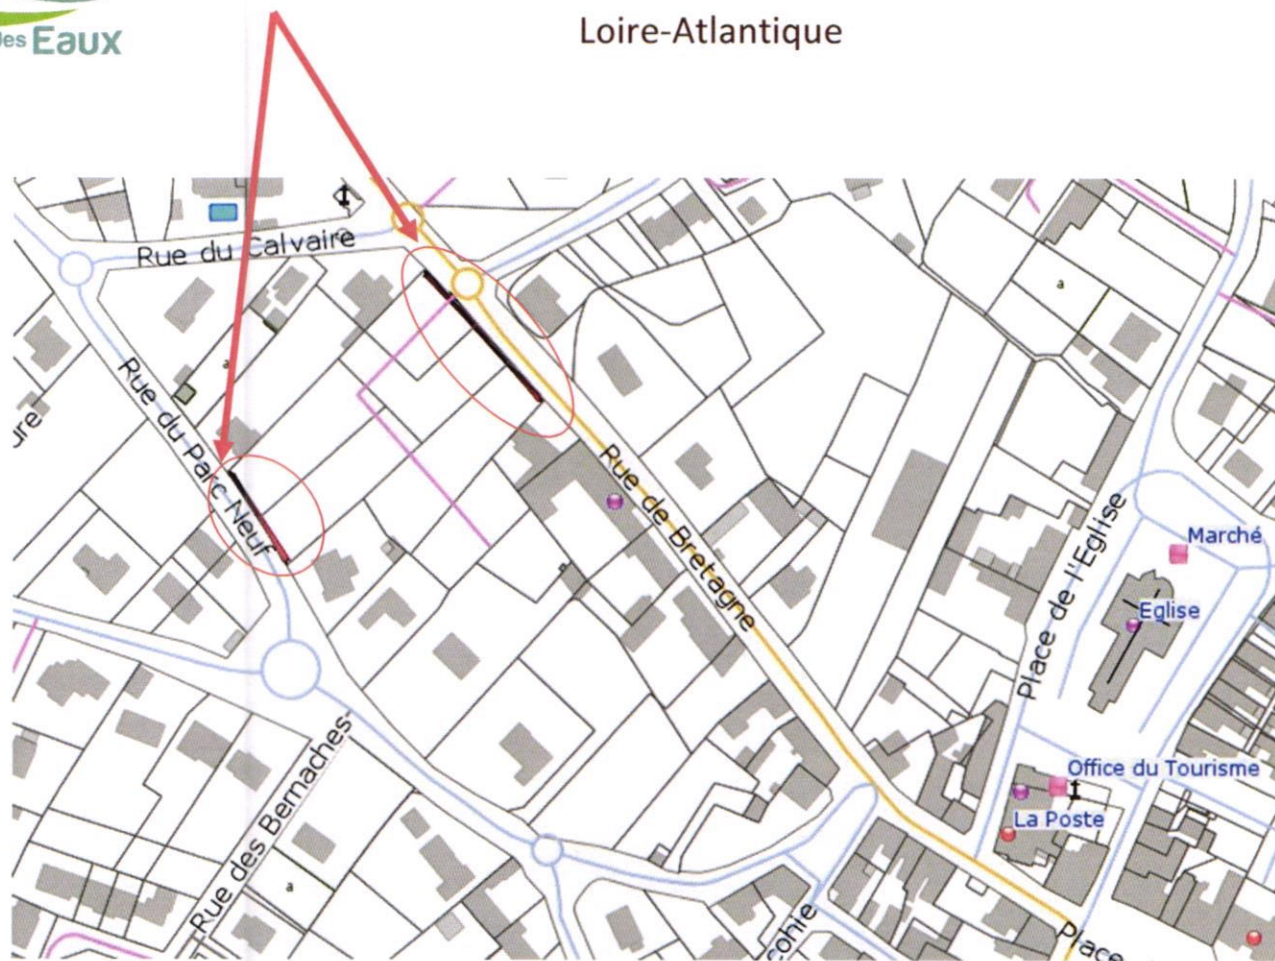 des Eaux
Loire-Atlantique
Rue du Calvaire
a
a
Rue du Parc Neuf
Rue de Bretagne
Place de l'Eglise
Marché
Eglise
Office du Tourisme
La Poste
Rue des Bernaches
a
Place